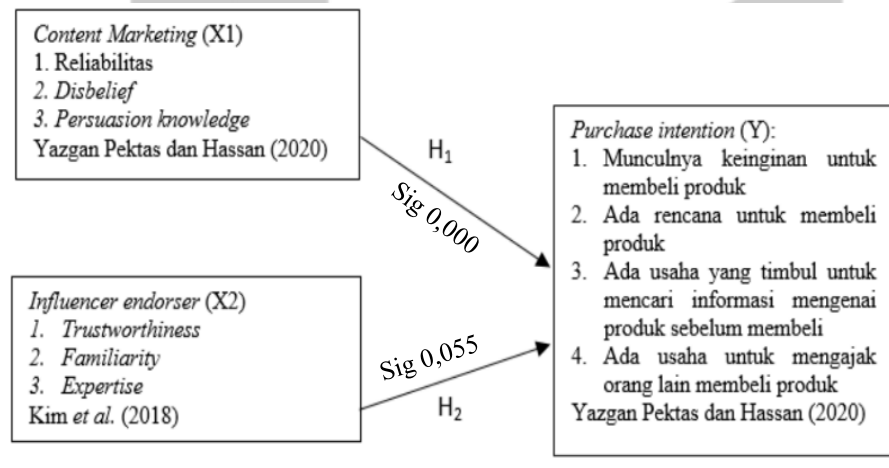 Content Marketing (X1)
1. Reliabilitas
2. Disbelief
3. Persuasion knowledge
Yazgan Pektas dan Hassan (2020)
H₁
Sig 0,000
Influencer endorser (X2)
1. Trustworthiness
2. Familiarity
3. Expertise
Kim et al. (2018)
Sig 0,055
H₂
Purchase intention (Y):
1. Munculnya keinginan untuk
membeli produk
2. Ada rencana untuk membeli
produk
3. Ada usaha yang timbul untuk
mencari informasi mengenai
produk sebelum membeli
4. Ada usaha untuk mengajak
orang lain membeli produk
Yazgan Pektas dan Hassan (2020)